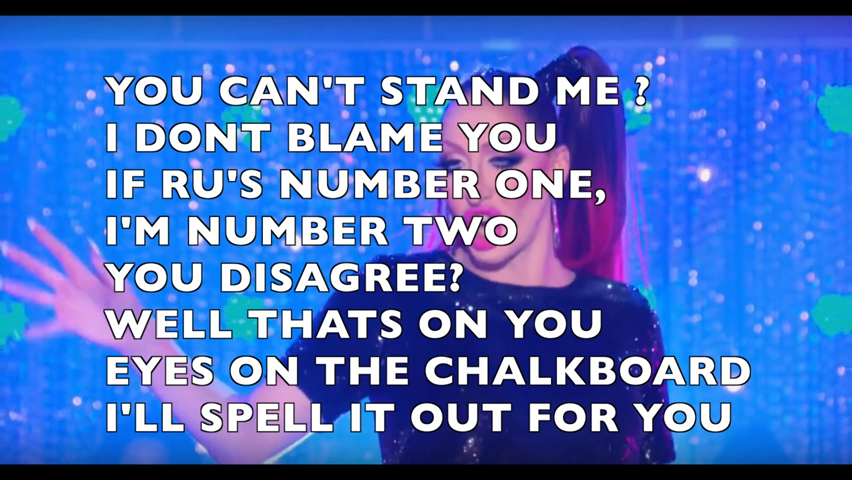 YOU CAN'T STAND ME ?
I DONT BLAME YOU
IF RU'S NUMBER ONE,
I'M NUMBER TWO
YOU DISAGREE?
WELL THATS ON YOU
EYES ON THE CHALKBOARD
I'LL SPELL IT OUT FOR YOU